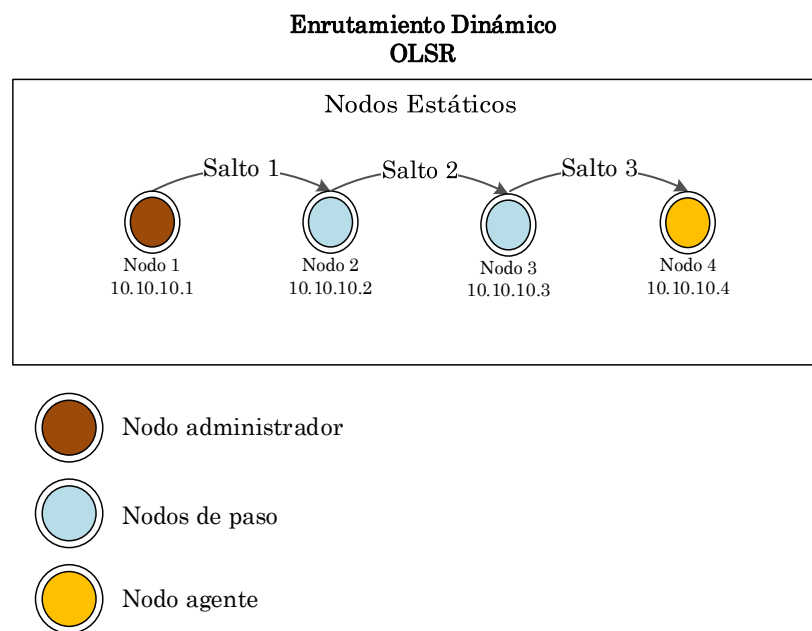 Enrutamiento Dinámico
OLSR
Nodos Estáticos
Salto 1
Salto 2
Salto 3
Nodo 1
10.10.10.1
Nodo 2
10.10.10.2
Nodo 3
10.10.10.3
Nodo 4
10.10.10.4
Nodo administrador
Nodos de paso
Nodo agente